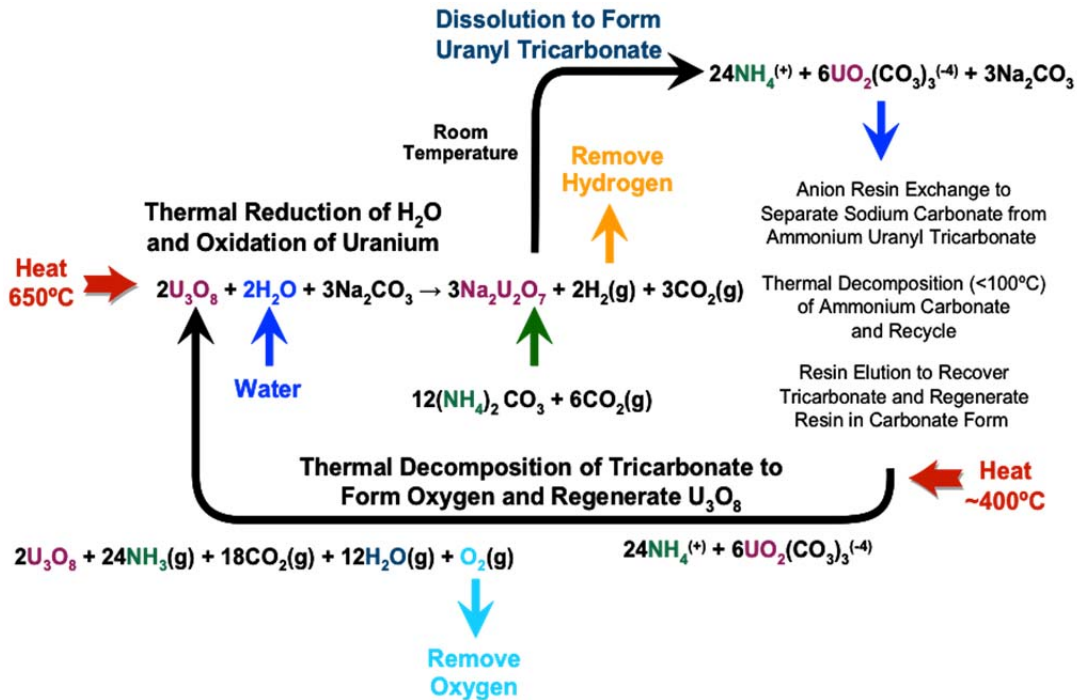 Dissolution to Form
Uranyl Tricarbonate
24NH₄⁽⁺⁾ + 6UO₂(CO₃)₃⁽⁻⁴⁾ + 3Na₂CO₃
Room
Temperature
Remove
Hydrogen
Anion Resin Exchange to
Separate Sodium Carbonate from
Ammonium Uranyl Tricarbonate
Thermal Reduction of H₂O
and Oxidation of Uranium
Heat
650ºC
2U₃O₈ + 2H₂O + 3Na₂CO₃ → 3Na₂U₂O₇ + 2H₂(g) + 3CO₂(g)
Thermal Decomposition (<100ºC)
of Ammonium Carbonate
and Recycle
Water
12(NH₄)₂ CO₃ + 6CO₂(g)
Resin Elution to Recover
Tricarbonate and Regenerate
Resin in Carbonate Form
Thermal Decomposition of Tricarbonate to
Form Oxygen and Regenerate U₃O₈
Heat
~400ºC
2U₃O₈ + 24NH₃(g) + 18CO₂(g) + 12H₂O(g) + O₂(g)
24NH₄⁽⁺⁾ + 6UO₂(CO₃)₃⁽⁻⁴⁾
Remove
Oxygen